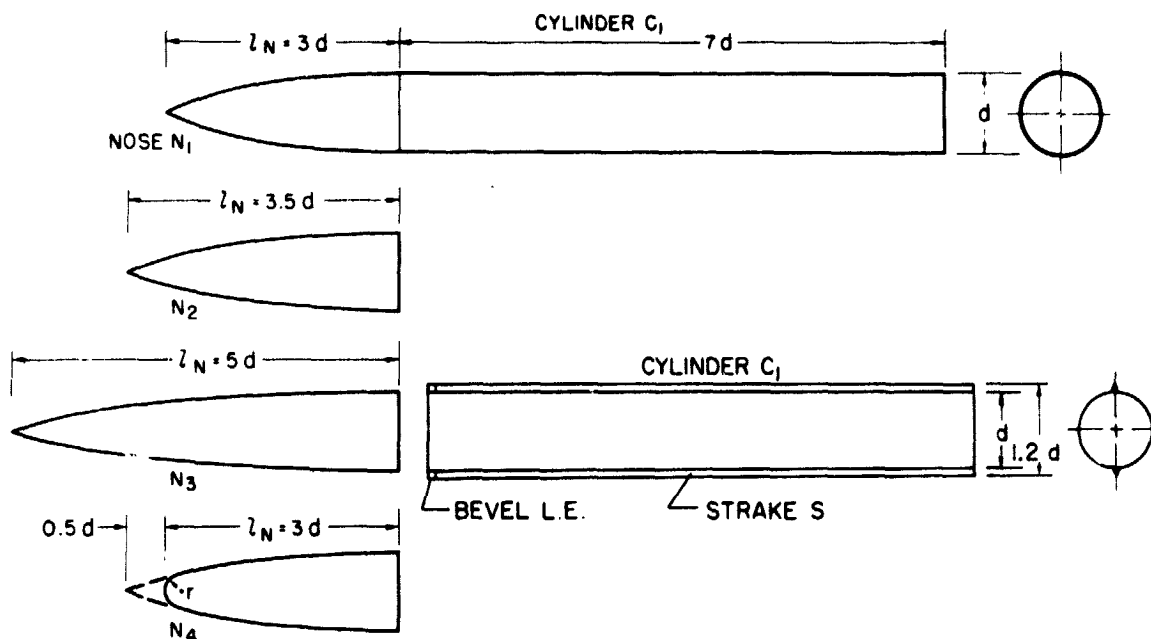 CYLINDER C₁
l_N = 3 d
7 d
d
NOSE N₁
l_N = 3.5 d
N₂
l_N = 5 d
N₃
CYLINDER C₁
d
1.2 d
BEVEL L.E.
STRAKE S
0.5 d
l_N = 3 d
r
N₄